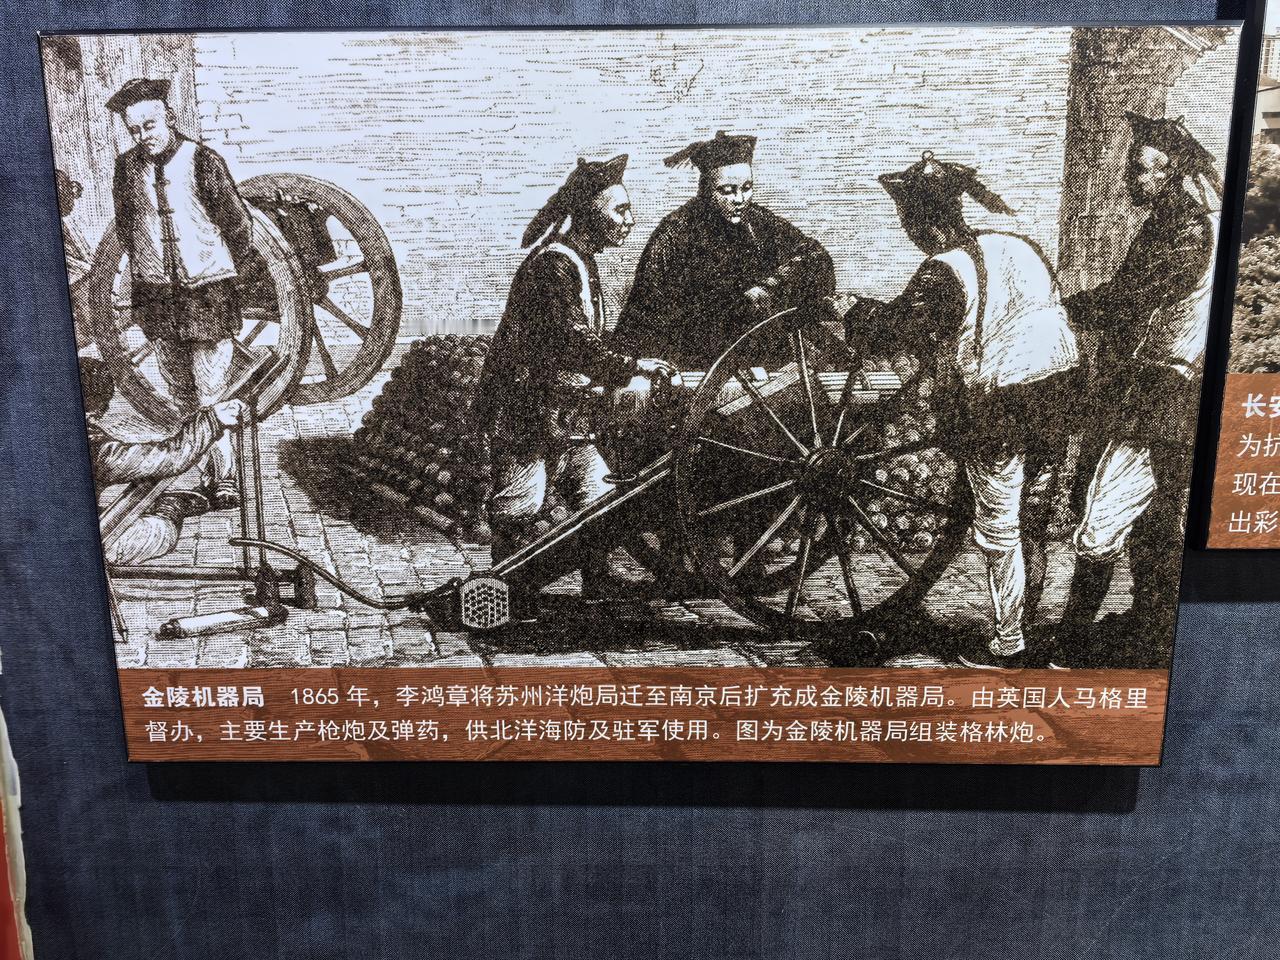 金陵机器局 1865 年，李鸿章将苏州洋炮局迁至南京后扩充成金陵机器局。由英国人马格里
督办，主要生产枪炮及弹药，供北洋海防及驻军使用。图为金陵机器局组装格林炮。
长安
为抗
现在
出彩